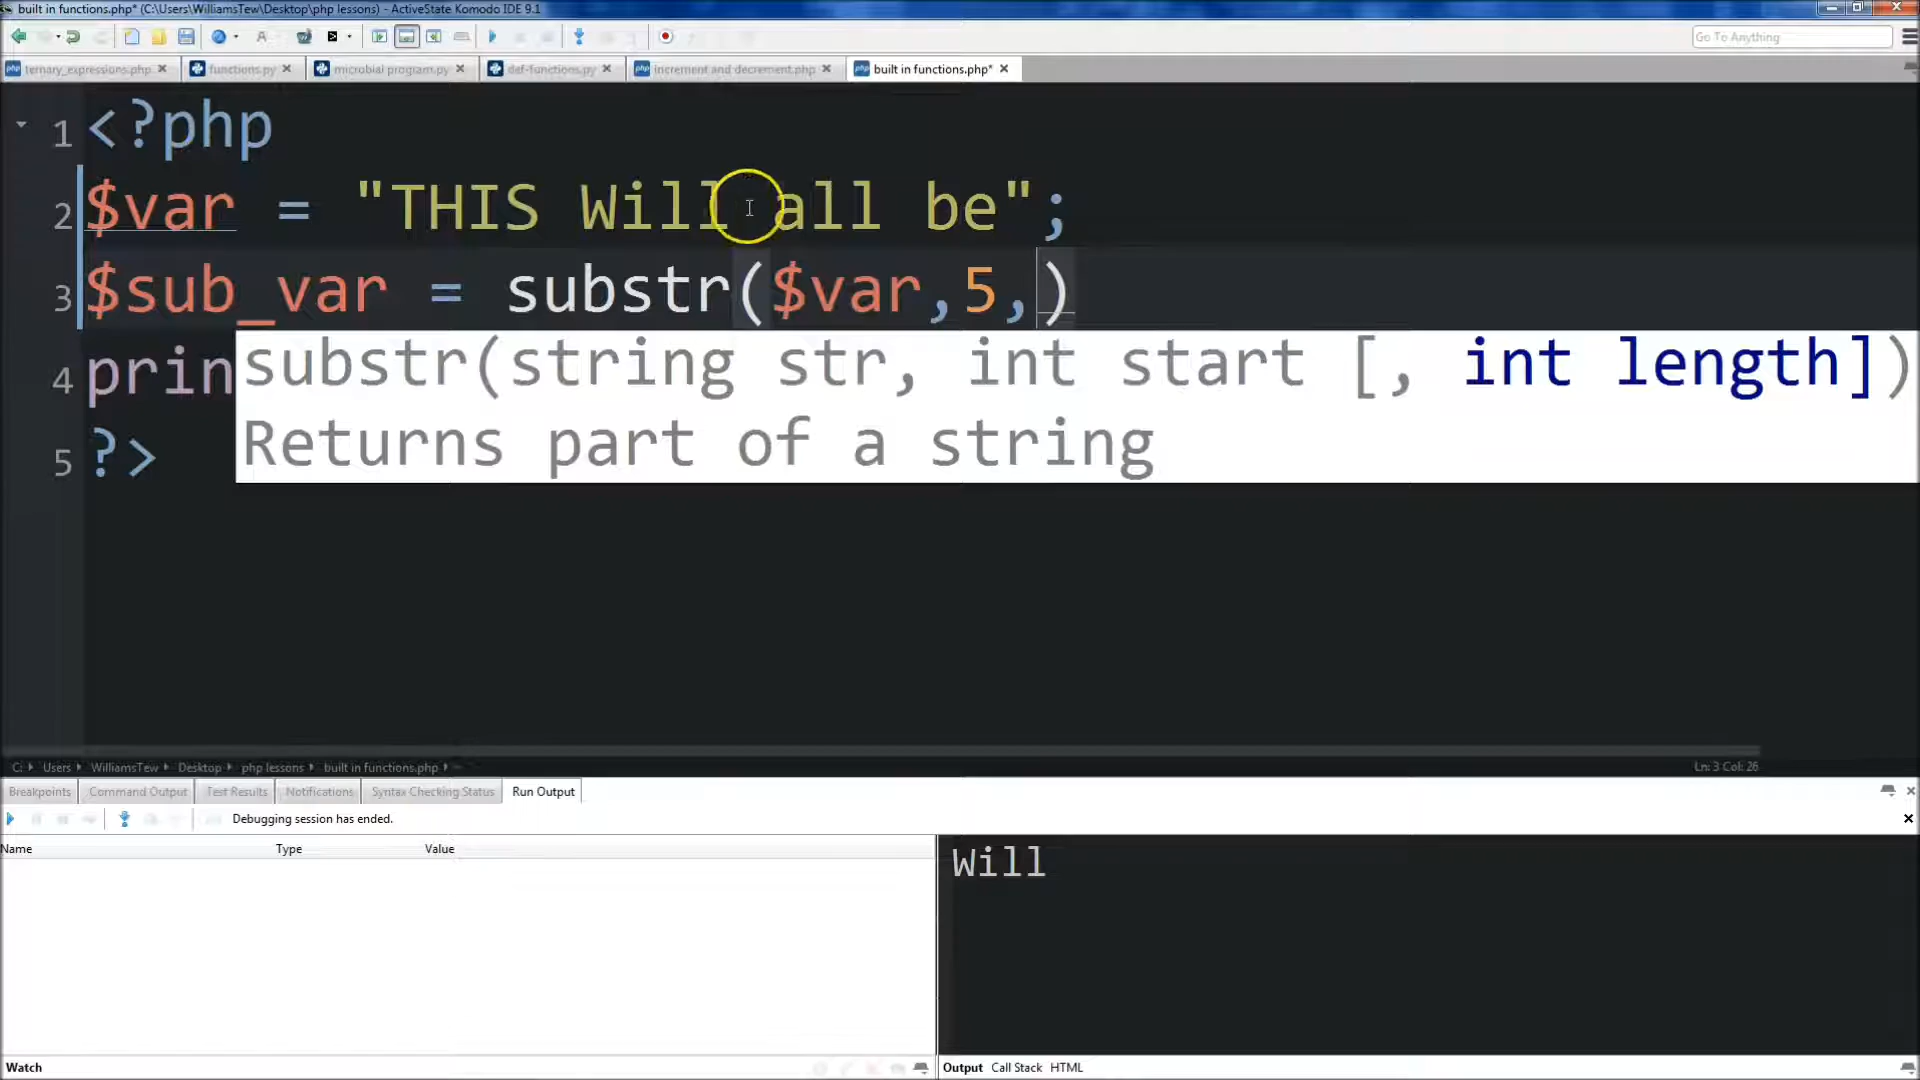 built in functions.php* (C:\Users\WilliamsTew\Desktop\php lessons) - ActiveState Komodo IDE 9.1
Go To Anything
ternary_expressions.php functions.py microbial program.py def-functions.py increment and decrement.php built in functions.php*
1 <?php
2 $var = "THIS Will all be";
3 $sub_var = substr($var,5,)
4 prin
substr(string str, int start [, int length])
Returns part of a string
5 ?>
C: Users WilliamsTew Desktop php lessons built in functions.php
Ln: 3 Col: 26
Breakpoints Command Output Test Results Notifications Syntax Checking Status Run Output
Debugging session has ended.
Name Type Value
Will
Watch
Output Call Stack HTML